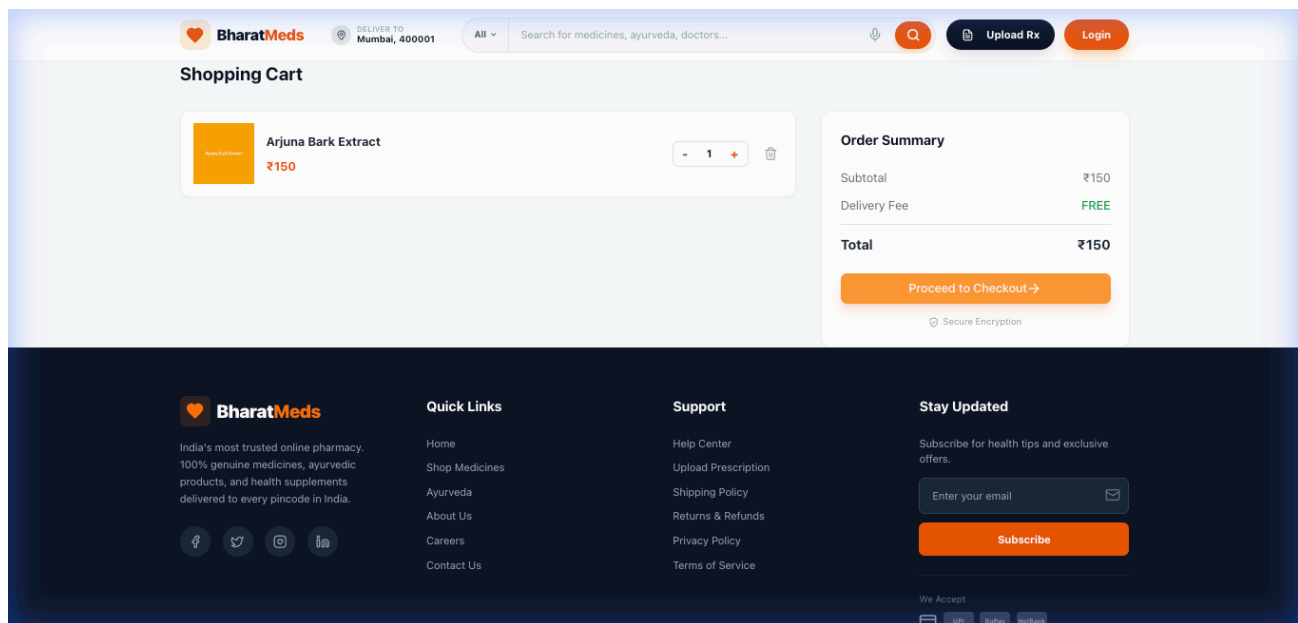 BharatMeds
DELIVER TO
Mumbai, 400001
All
Search for medicines, ayurveda, doctors...
Upload Rx
Login
Shopping Cart
Arjuna Bark Extract
Arjuna Bark Extract
₹150
- 1 +
Order Summary
Subtotal ₹150
Delivery Fee FREE
Total ₹150
Proceed to Checkout→
Secure Encryption
BharatMeds
India's most trusted online pharmacy.
100% genuine medicines, ayurvedic
products, and health supplements
delivered to every pincode in India.
Quick Links
Home
Shop Medicines
Ayurveda
About Us
Careers
Contact Us
Support
Help Center
Upload Prescription
Shipping Policy
Returns & Refunds
Privacy Policy
Terms of Service
Stay Updated
Subscribe for health tips and exclusive
offers.
Enter your email
Subscribe
We Accept
UPI RuPay NetBank